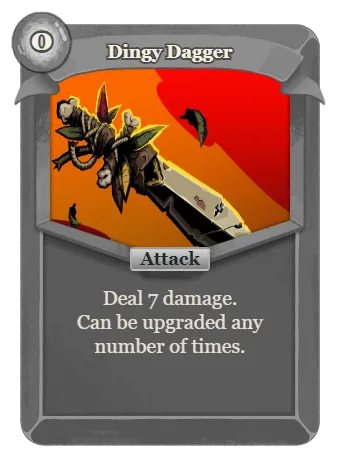 0
Dingy Dagger
Attack
Deal 7 damage.
Can be upgraded any
number of times.